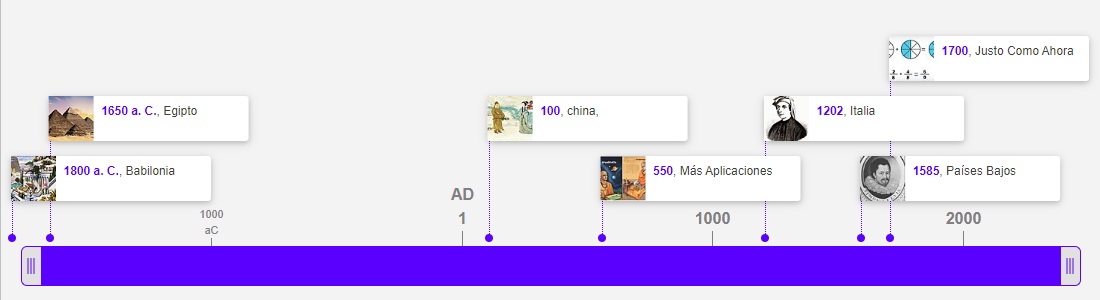 1700, Justo Como Ahora
1650 a. C., Egipto
100, china,
1202, Italia
1800 a. C., Babilonia
550, Más Aplicaciones
1585, Países Bajos
1000
aC
AD
1
1000
2000